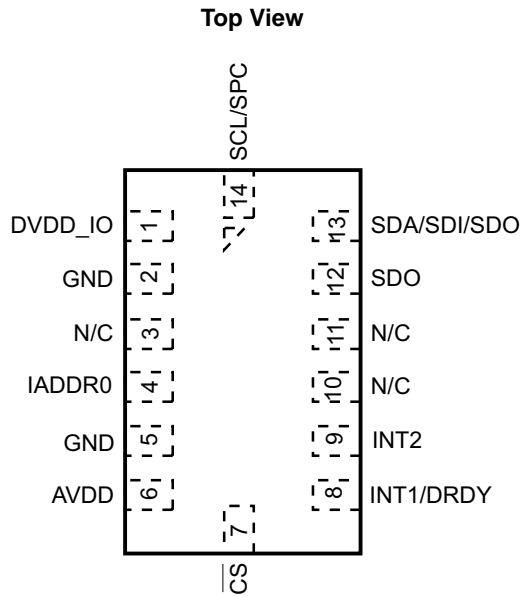 Top View
SCL/SPC
14
DVDD_IO 1
13 SDA/SDI/SDO
GND 2
12 SDO
N/C 3
11 N/C
IADDR0 4
10 N/C
GND 5
9 INT2
AVDD 6
8 INT1/DRDY
7
CS